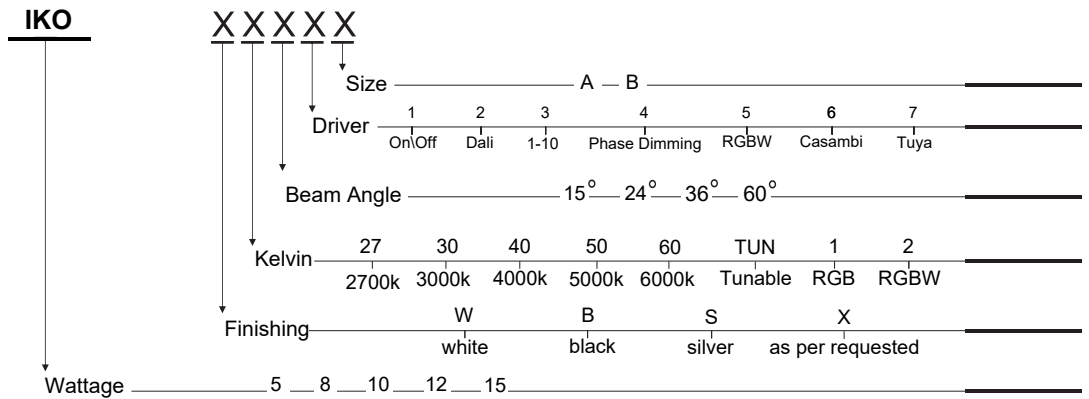 IKO X X X X X
Size A B
1 2 3 4 5 6 7
Driver
On\Off Dali 1-10 Phase Dimming RGBW Casambi Tuya
Beam Angle 15° 24° 36° 60°
27 30 40 50 60 TUN 1 2
Kelvin
2700k 3000k 4000k 5000k 6000k Tunable RGB RGBW
W B S X
Finishing
white black silver as per requested
Wattage 5 8 10 12 15